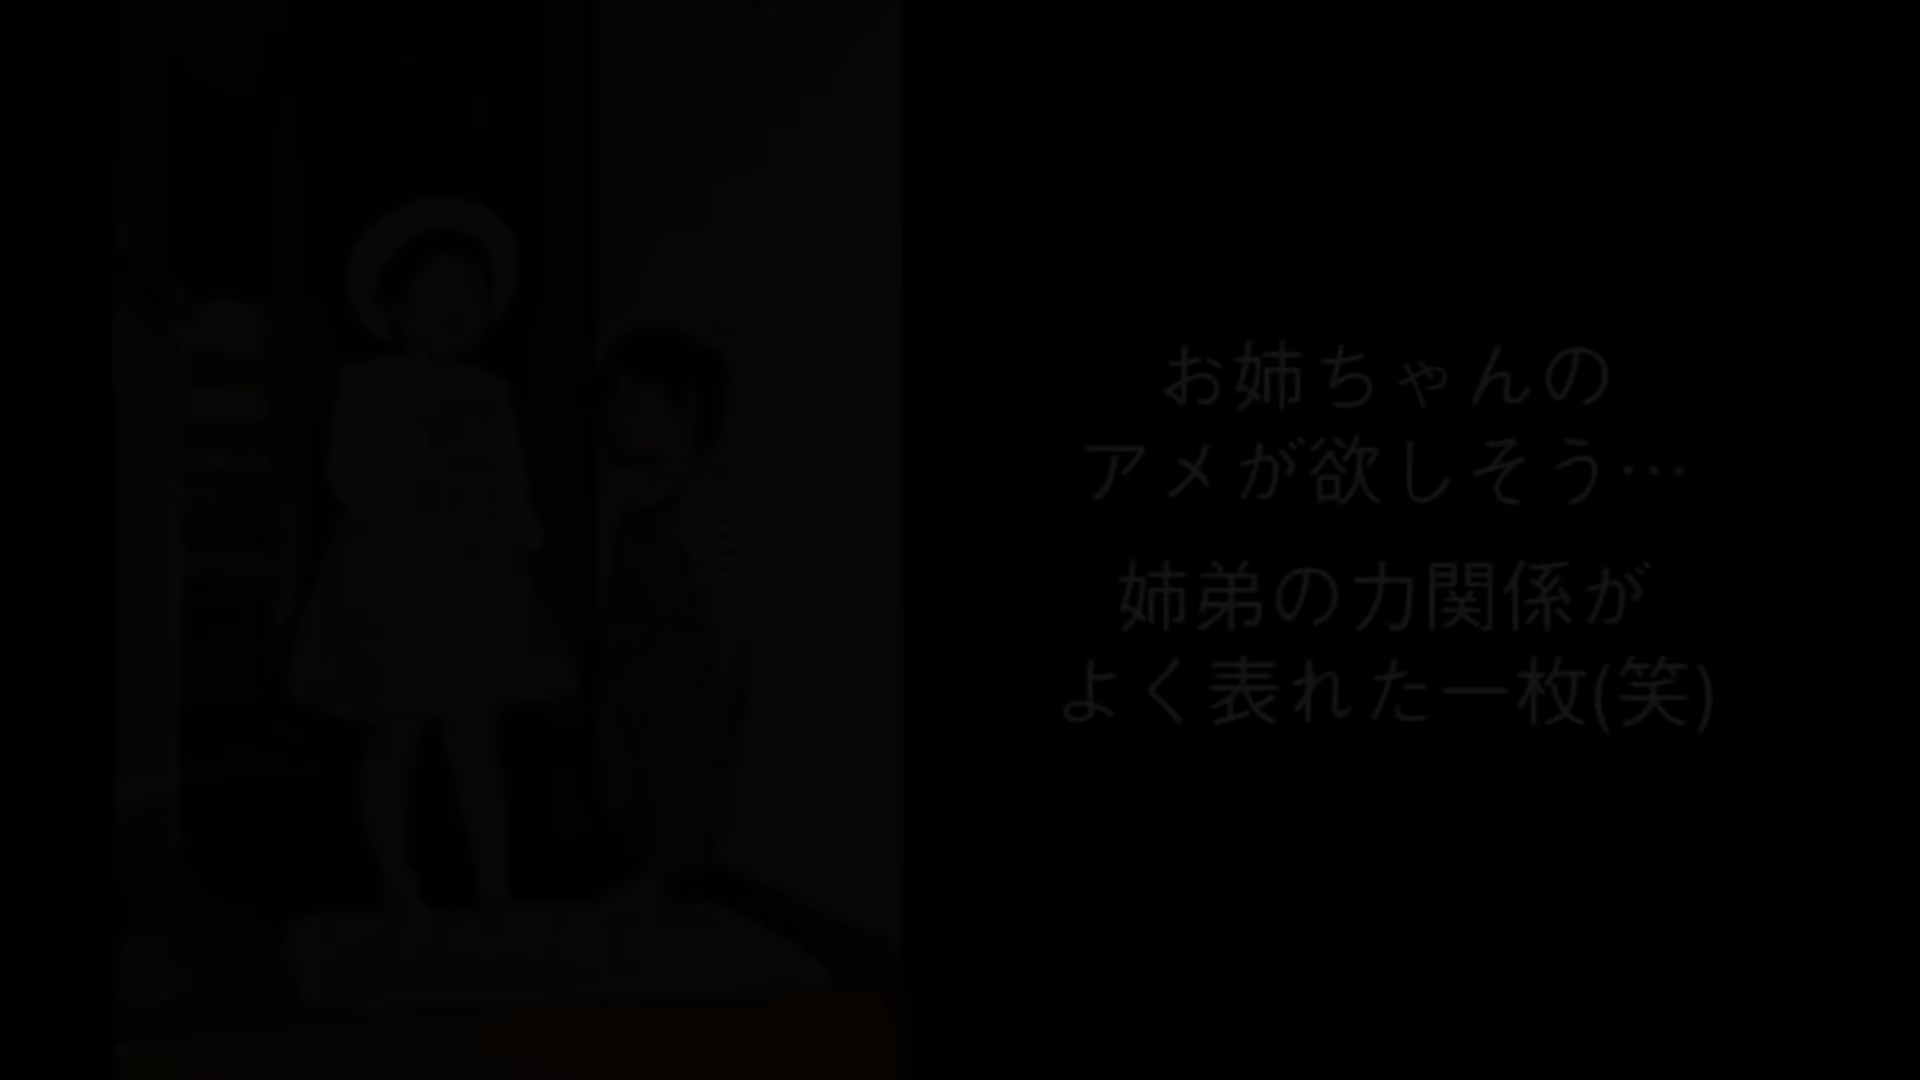 お姉ちゃんの
アメが欲しそう…
姉弟の力関係が
よく表れた一枚(笑)